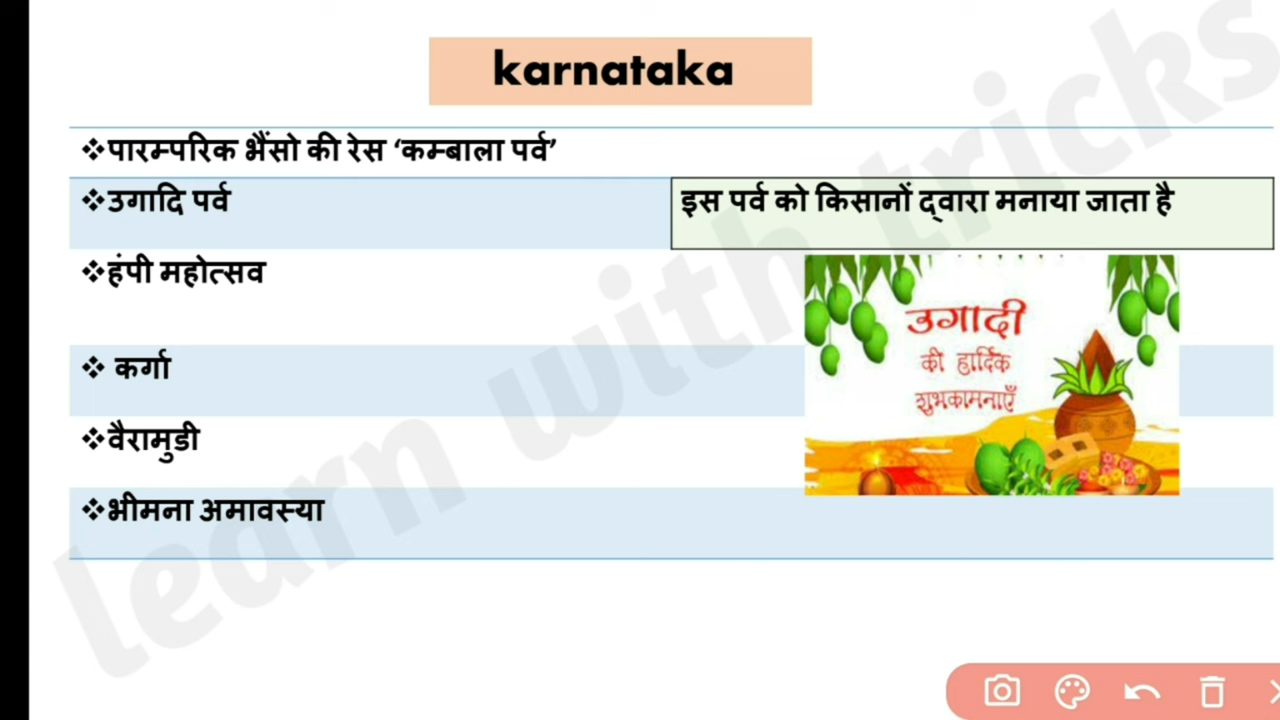 karnataka
❖पारम्परिक भैंसो की रेस ‘कम्बाला पर्व’
❖उगादि पर्व
इस पर्व को किसानों द्वारा मनाया जाता है
❖हंपी महोत्सव
उगादी
की हार्दिक
शुभकामनाएँ
❖ कर्गा
❖वैरामुडी
❖भीमना अमावस्या
learn with tricks